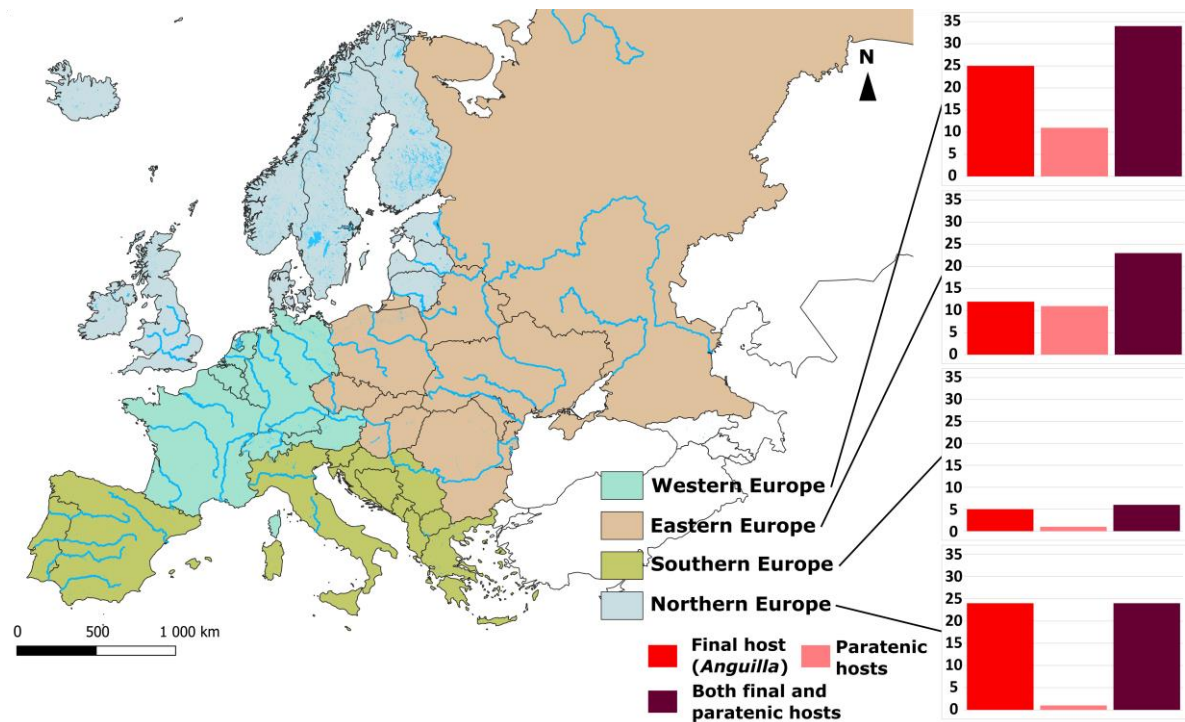 N
Western Europe
Eastern Europe
Southern Europe
Northern Europe
0 500 1 000 km
Final host
(Anguilla)
Paratenic
hosts
Both final and
paratenic hosts
35
30
25
20
15
10
5
0
35
30
25
20
15
10
5
0
35
30
25
20
15
10
5
0
35
30
25
20
15
10
5
0